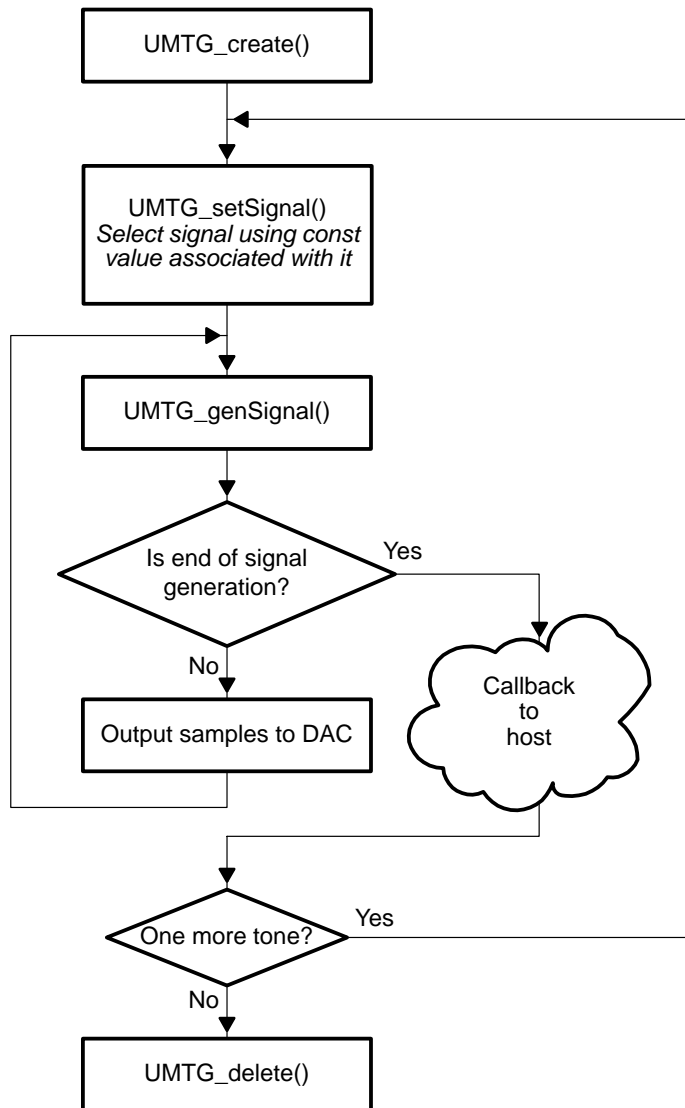 UMTG_create()
UMTG_setSignal()
Select signal using const
value associated with it
UMTG_genSignal()
Is end of signal
generation?
Yes
No
Callback
to
host
Output samples to DAC
One more tone?
Yes
No
UMTG_delete()